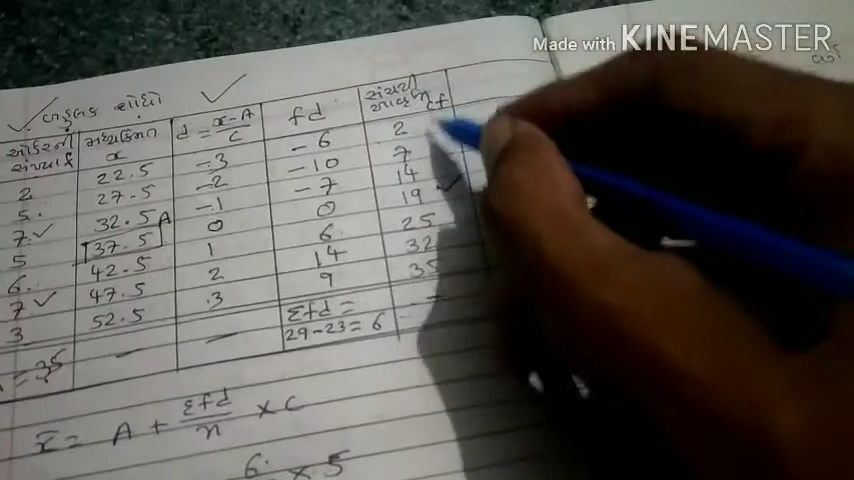 Made with KINEMASTER
બહુલક શોધો
ઓકરની સંખ્યા f | મધ્યકિંમત x | d = x-A/C | fd | સંચયી આવૃત્તિ cf
2 | 22.5 | -3 | -6 | 2
5. | 27.5 | -2 | -10 | 7
7. ✓ | 32.5 A | -1 | -7 | 14
5 | 37.5 | 0 | 0 | 19 ✓
6. | 42.5 | 1 | 6 | 25
7 ✓ | 47.5 | 2 | 14 | 32
3 | 52.5 | 3 | 9 | 35
= 35 | — | — | Σfd = 29-23 = 6 | =
x̄ = A + Σfd/n × C
6 × 5